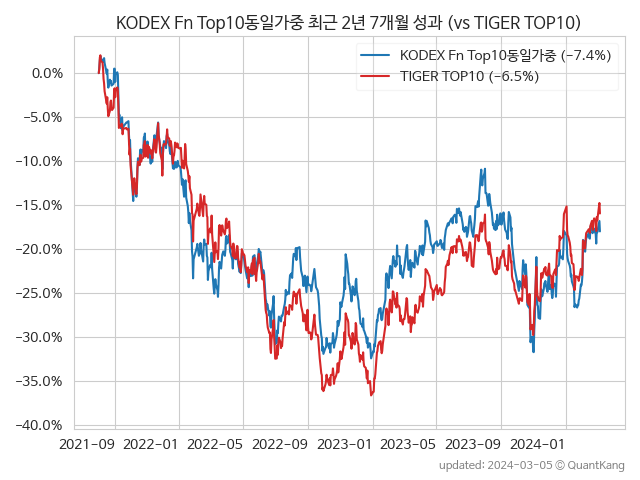 KODEX Fn Top10동일가중 최근 2년 7개월 성과 (vs TIGER TOP10)
KODEX Fn Top10동일가중 (−7.4%)
TIGER TOP10 (−6.5%)
0.0%
−5.0%
−10.0%
−15.0%
−20.0%
−25.0%
−30.0%
−35.0%
−40.0%
2021-09 2022-01 2022-05 2022-09 2023-01 2023-05 2023-09 2024-01
updated: 2024-03-05 © QuantKang